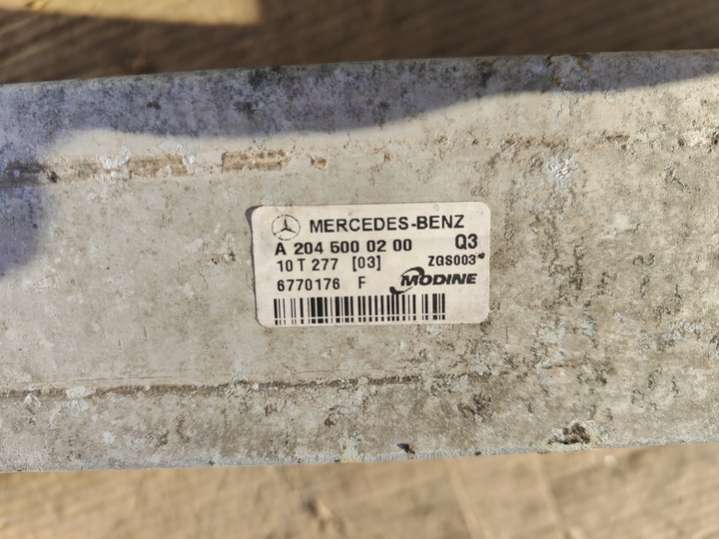 MERCEDES-BENZ
A 204 500 02 00 Q3
10 T 277 [03] ZGS003*
6770176 F MODINE